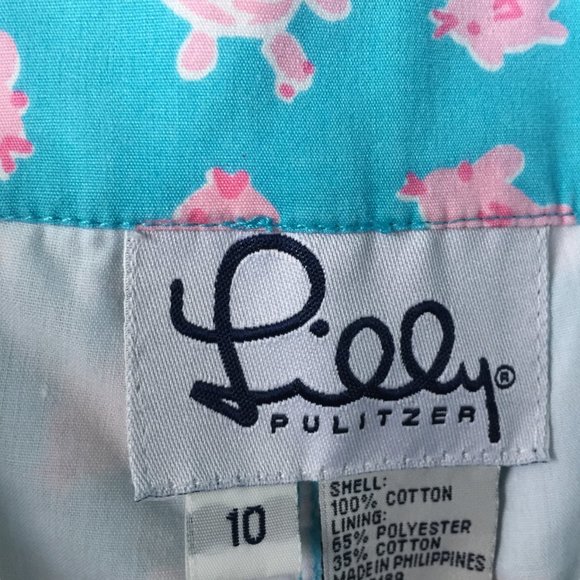 Lilly®
PULITZER
10
SHELL:
100% COTTON
LINING:
65% POLYESTER
35% COTTON
MADE IN PHILIPPINES